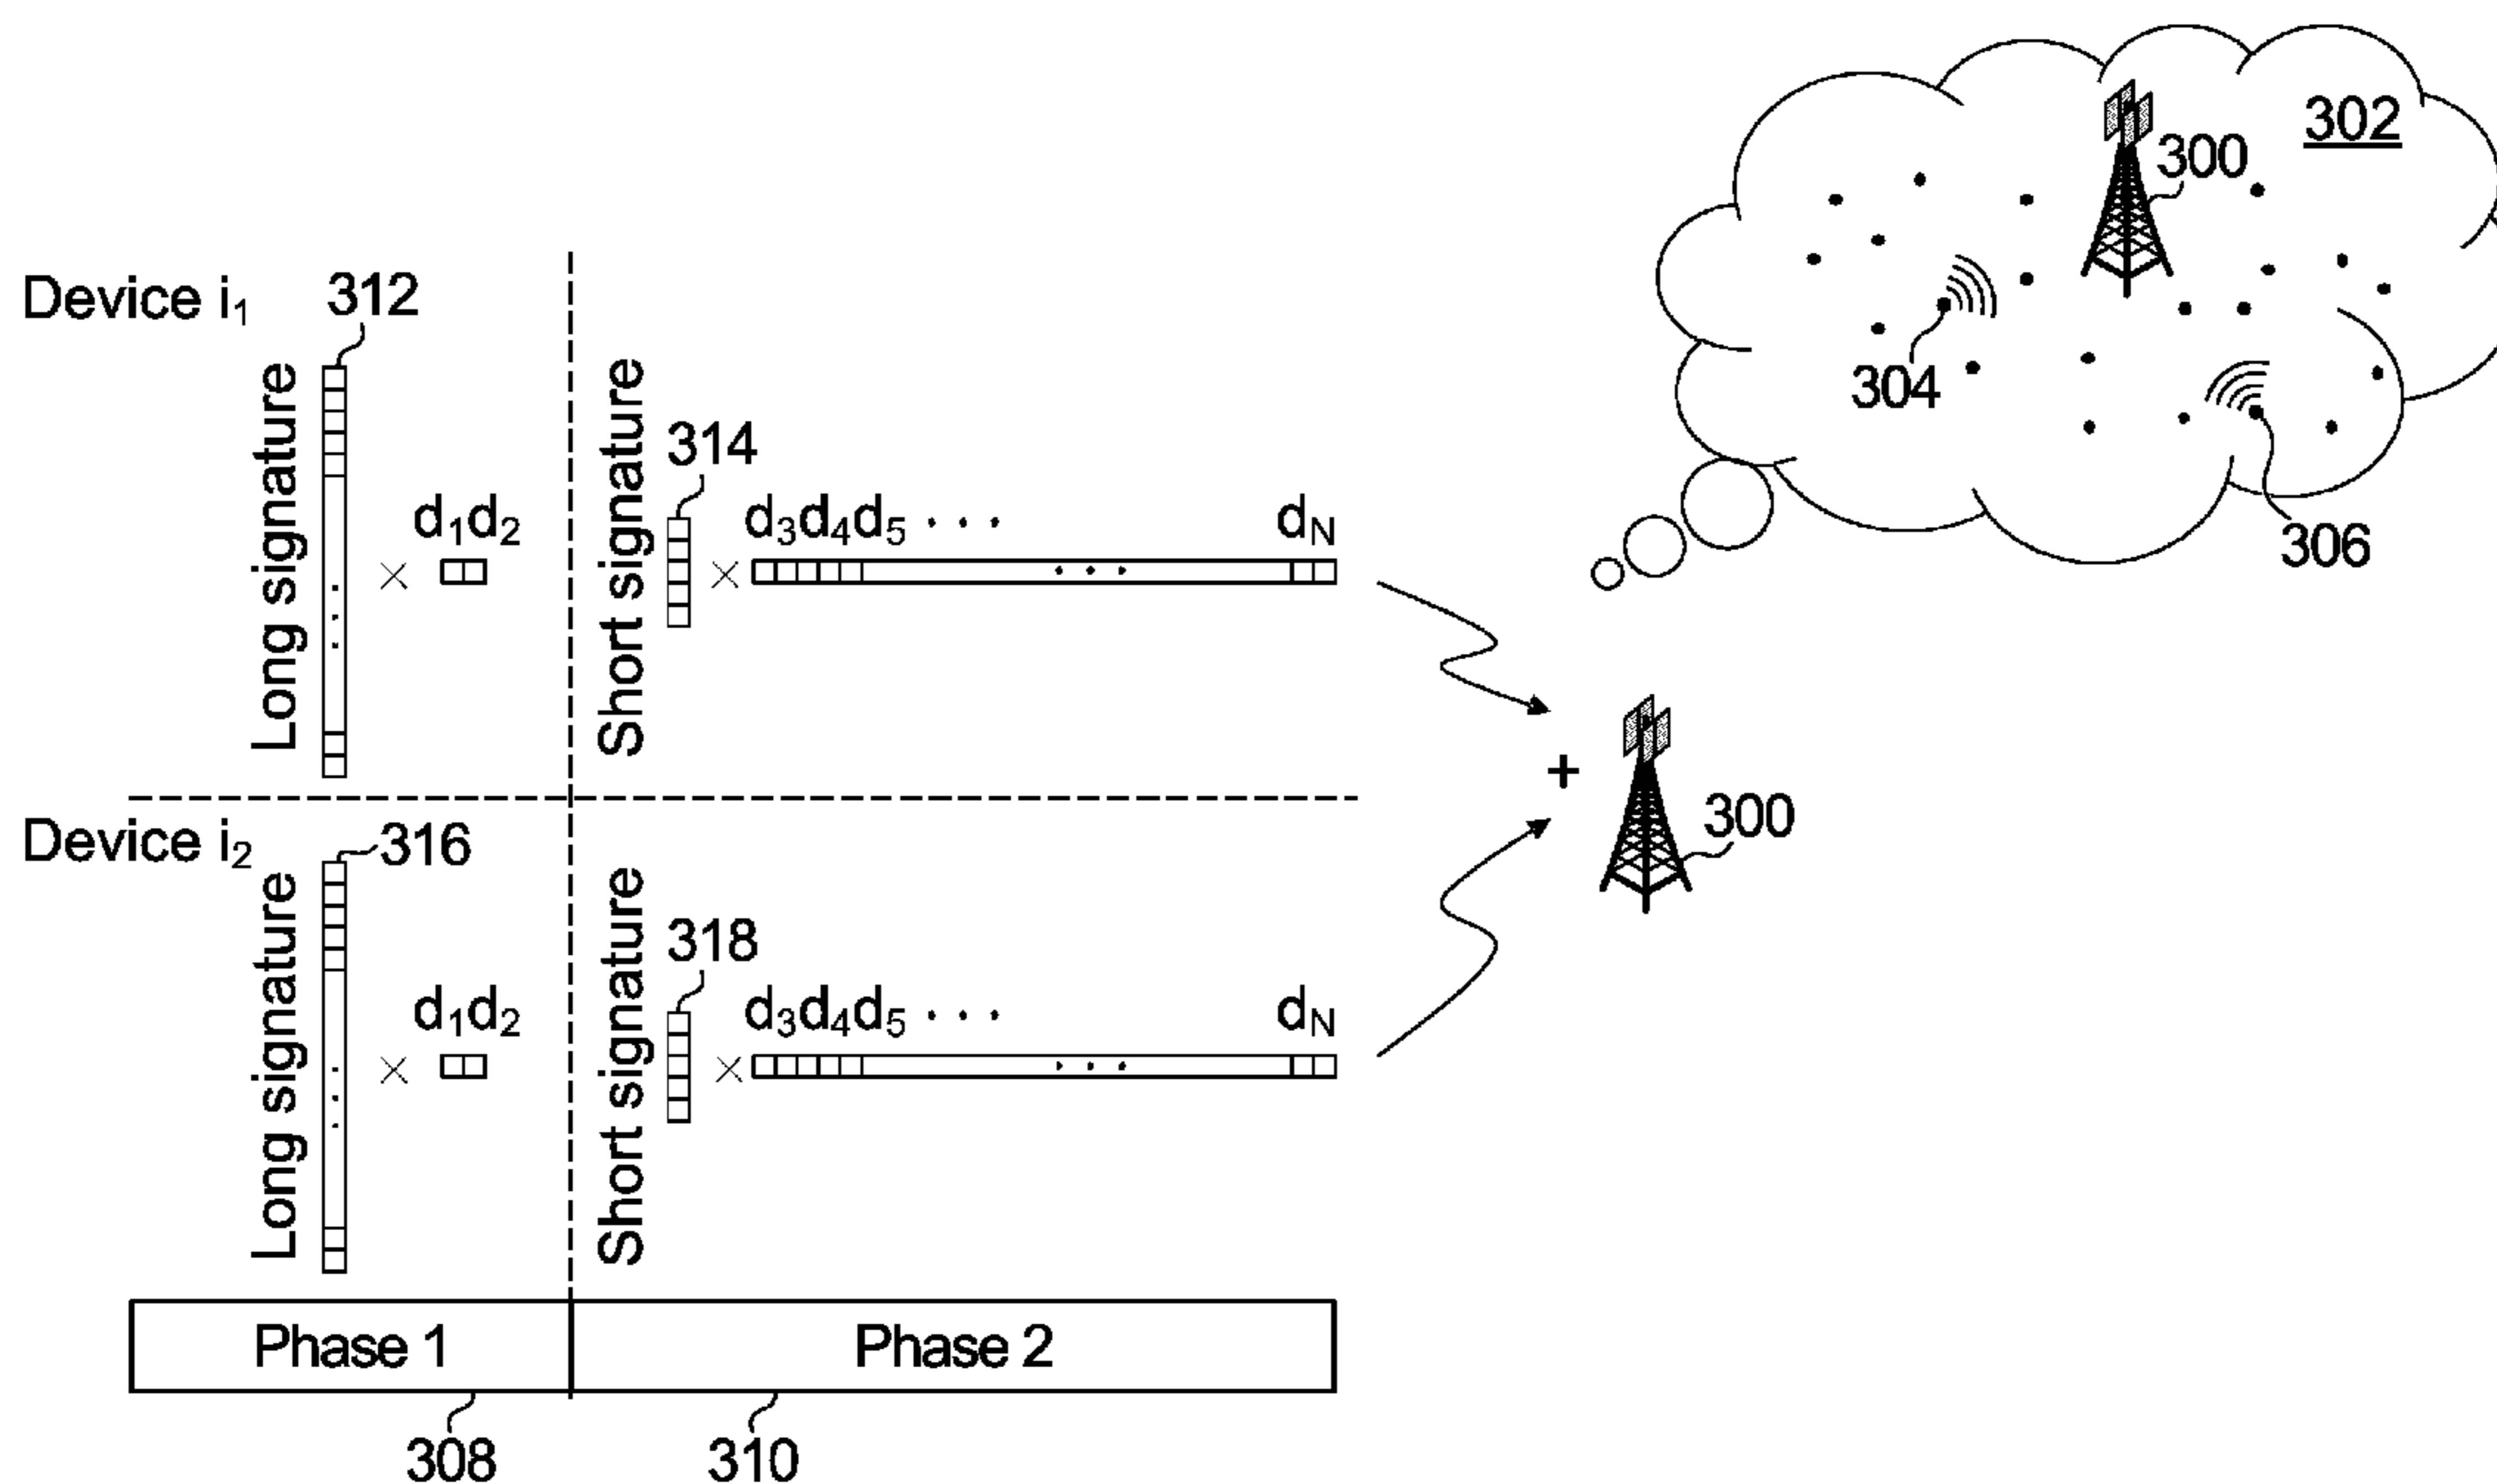 302
300
304
306
Device i₁
312
Long signature
× d₁d₂
Short signature
314
× d₃d₄d₅ . . . dN
. . .
+
300
Device i₂
316
Long signature
× d₁d₂
Short signature
318
× d₃d₄d₅ . . . dN
. . .
Phase 1
Phase 2
308
310